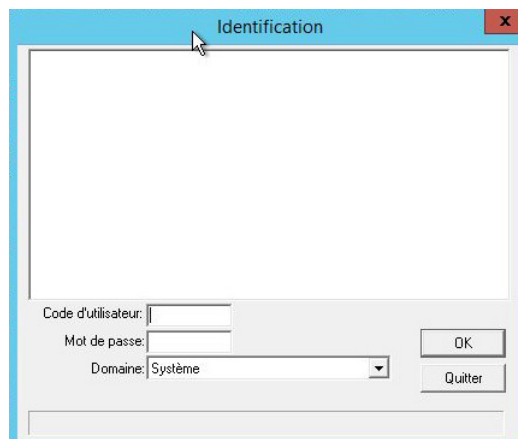 Identification
x
Code d'utilisateur:
Mot de passe:
OK
Domaine: Système
Quitter